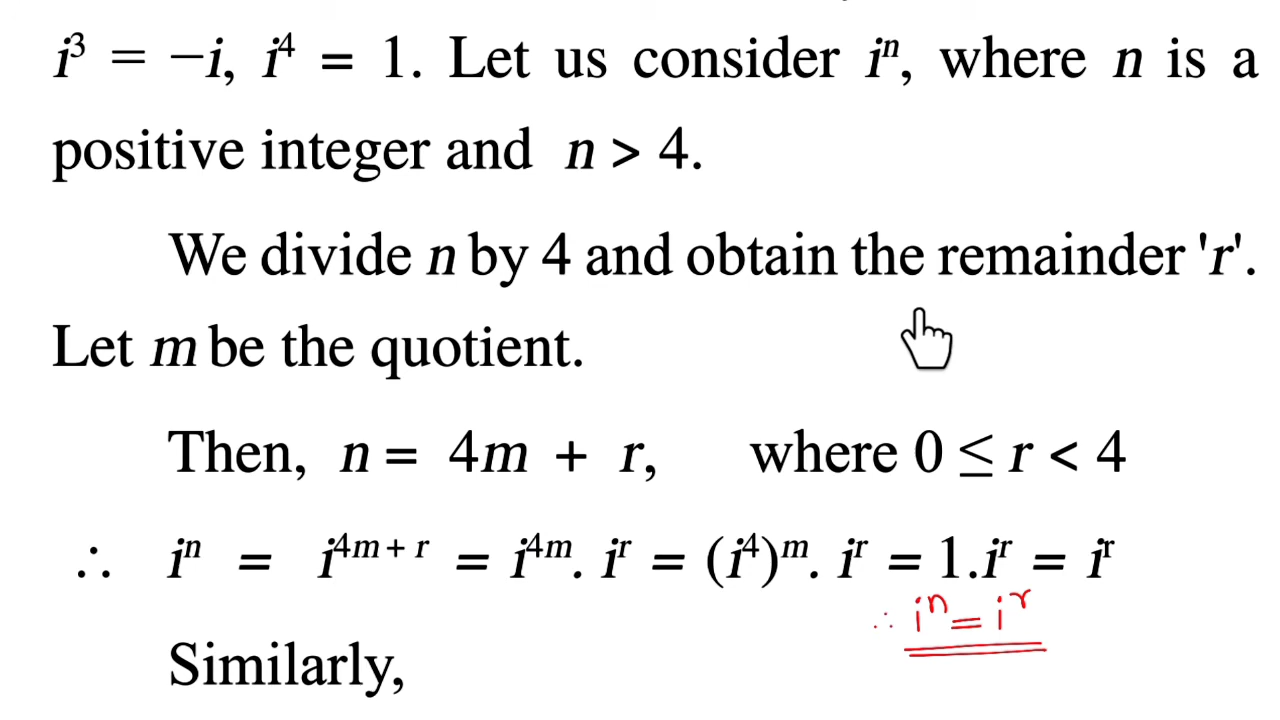 i³ = −i, i⁴ = 1. Let us consider iⁿ, where n is a
positive integer and n > 4.
We divide n by 4 and obtain the remainder 'r'.
Let m be the quotient.
Then, n = 4m + r, where 0 ≤ r < 4
∴ iⁿ = i⁴ᵐ⁺ʳ = i⁴ᵐ. iʳ = (i⁴)ᵐ. iʳ = 1.iʳ = iʳ
∴ iⁿ = iʳ
Similarly,